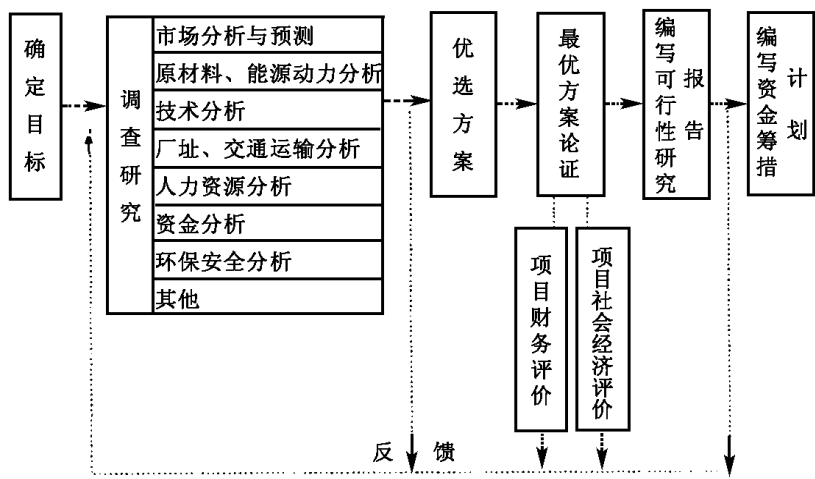 确定目标
调查研究
市场分析与预测
原材料、能源动力分析
技术分析
厂址、交通运输分析
人力资源分析
资金分析
环保安全分析
其他
优选方案
最优方案论证
编写可行性研究
报告
编写资金筹措
计划
项目财务评价
项目社会经济评价
反馈